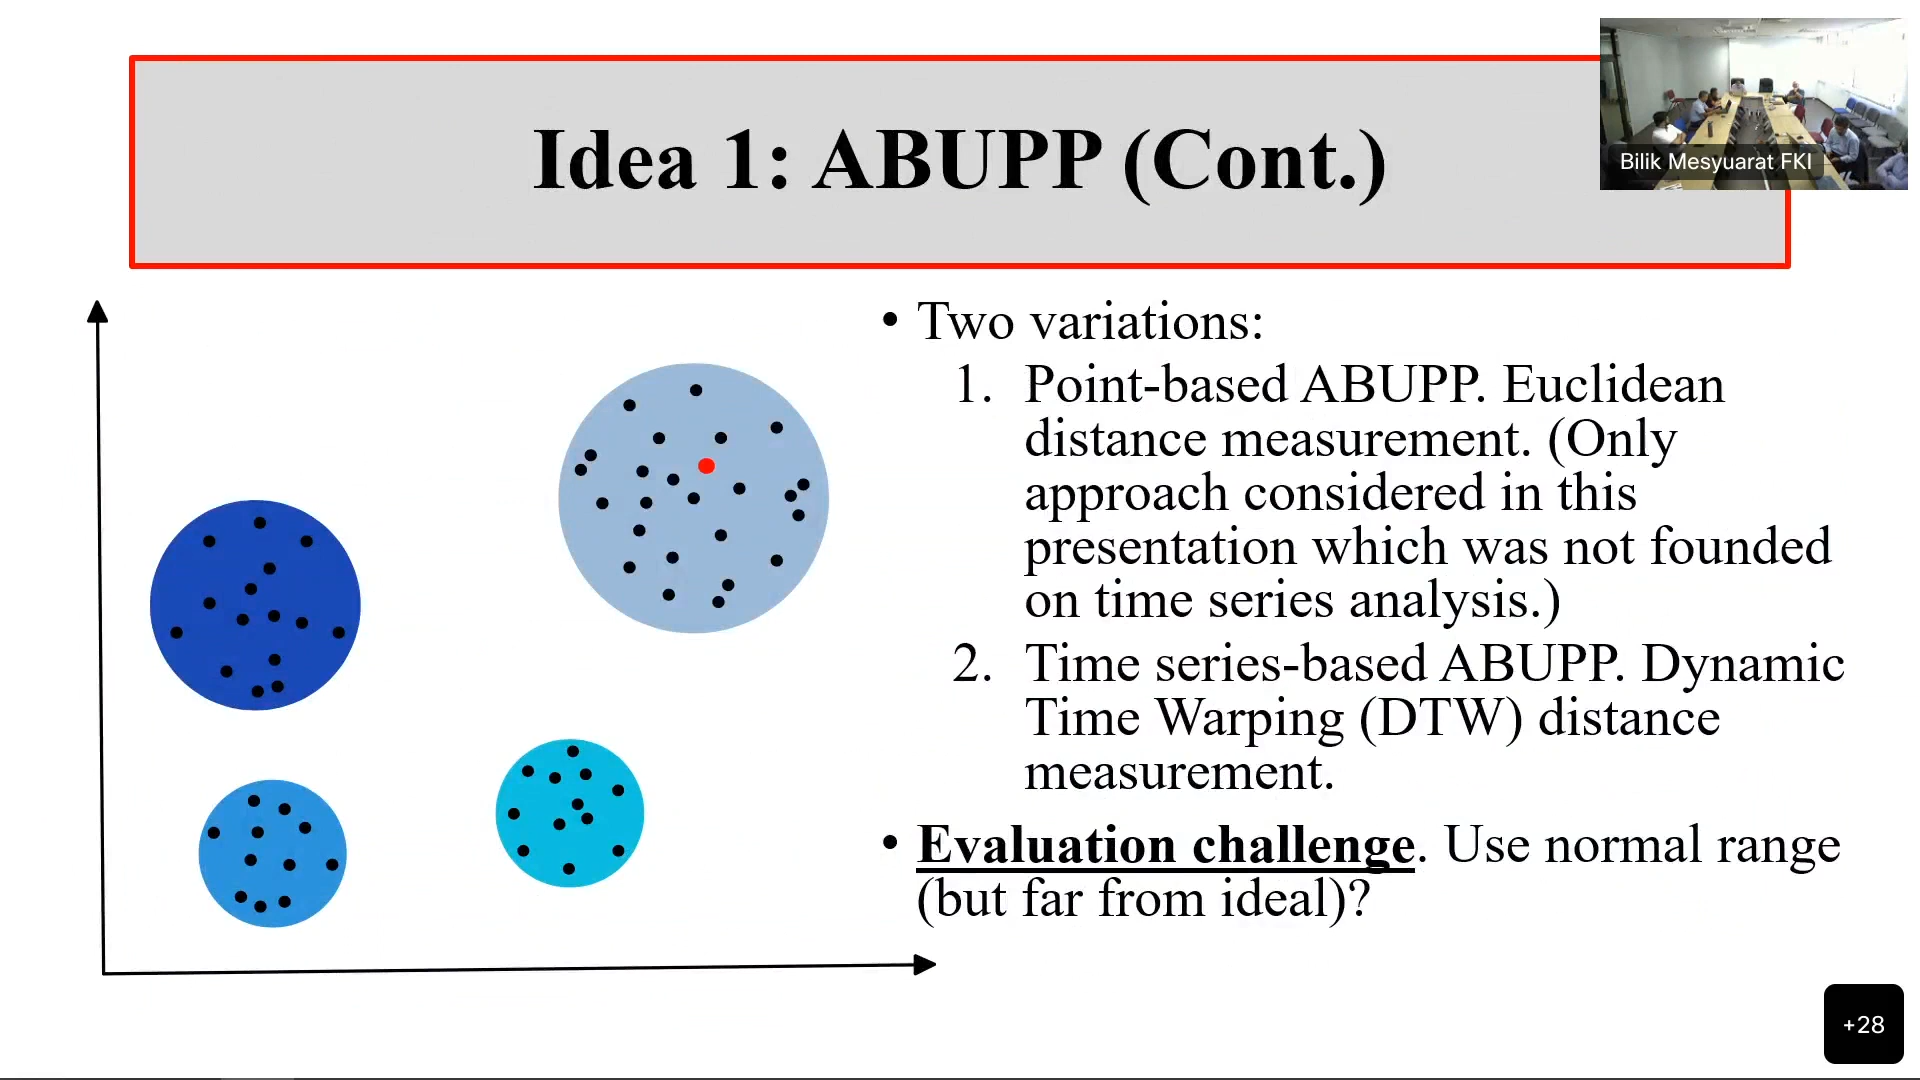 Idea 1: ABUPP (Cont.)
Bilik Mesyuarat FKI
• Two variations:
1. Point-based ABUPP. Euclidean
distance measurement. (Only
approach considered in this
presentation which was not founded
on time series analysis.)
2. Time series-based ABUPP. Dynamic
Time Warping (DTW) distance
measurement.
• Evaluation challenge. Use normal range
(but far from ideal)?
+28